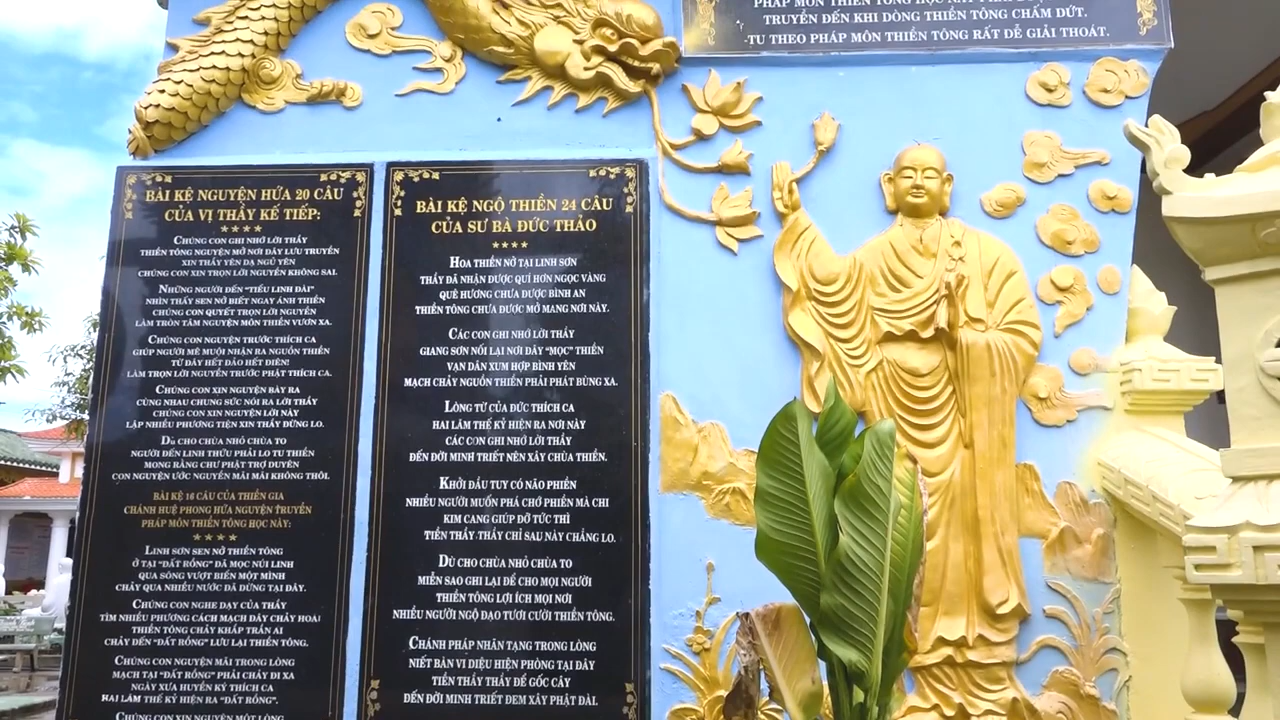 PHÁP MÔN THIỀN TÔNG HỌC NÀY
TRUYỀN ĐẾN KHI DÒNG THIỀN TÔNG CHẤM DỨT.
-TU THEO PHÁP MÔN THIỀN TÔNG RẤT DỄ GIẢI THOÁT.
BÀI KỆ NGUYỆN HỨA 20 CÂU
CỦA VỊ THẦY KẾ TIẾP:
CHÚNG CON GHI NHỚ LỜI THẦY
THIỀN TÔNG NGUYỆN MỞ NƠI ĐÂY LƯU TRUYỀN
XIN THẦY YÊN DẠ NGỦ YÊN
CHÚNG CON XIN TRỌN LỜI NGUYỀN KHÔNG SAI.
NHỮNG NGƯỜI ĐẾN "TIỂU LINH ĐÀI"
NHÌN THẤY SEN NỞ BIẾT NGAY ÁNH THIỀN
CHÚNG CON QUYẾT TRỌN LỜI NGUYỀN
LÀM TRÒN TÂM NGUYỆN MÔN THIỀN VƯƠN XA.
CHÚNG CON NGUYỆN TRƯỚC THÍCH CA
GIÚP NGƯỜI MÊ MUỘI NHẬN RA NGUỒN THIỀN
TỪ ĐÂY HẾT ĐẢO HẾT ĐIÊN!
LÀM TRỌN LỜI NGUYỀN TRƯỚC PHẬT THÍCH CA.
CHÚNG CON XIN NGUYỆN BÀY RA
CÙNG NHAU CHUNG SỨC NÓI RA LỜI THẦY
CHÚNG CON XIN NGUYỆN LỜI NÀY
LẬP NHIỀU PHƯƠNG TIỆN XIN THẦY ĐỪNG LO.
DÙ CHO CHÙA NHỎ CHÙA TO
NGƯỜI ĐẾN LINH THỨU PHẢI LO TU THIỀN
MONG RẰNG CHƯ PHẬT TRỢ DUYÊN
CON NGUYỆN ƯỚC NGUYỀN MÃI MÃI KHÔNG THÔI.
BÀI KỆ 16 CÂU CỦA THIỀN GIA
CHÁNH HUỆ PHONG HỨA NGUYỆN TRUYỀN
PHÁP MÔN THIỀN TÔNG HỌC NÀY:
LINH SƠN SEN NỞ THIỀN TÔNG
Ở TẠI "ĐẤT RỒNG" ĐÃ MỌC NÚI LINH
QUA SÔNG VƯỢT BIỂN MỘT MÌNH
CHẢY QUA NHIỀU NƯỚC ĐÃ DỪNG TẠI ĐÂY.
CHÚNG CON NGHE DẠY CỦA THẦY
TÌM NHIỀU PHƯƠNG CÁCH MẠCH ĐÂY CHẢY HOÀI
THIỀN TÔNG CHẢY KHẮP TRẦN AI
CHẢY ĐẾN "ĐẤT RỒNG" LƯU LẠI THIỀN TÔNG.
CHÚNG CON NGUYỆN MÃI TRONG LÒNG
MẠCH TẠI "ĐẤT RỒNG" PHẢI CHẢY ĐI XA
NGÀY XƯA HUYỀN KÝ THÍCH CA
HAI LĂM THẾ KỶ HIỆN RA "ĐẤT RỒNG".
CHÚNG CON XIN NGUYỆN MỘT LÒNG
BÀI KỆ NGỘ THIỀN 24 CÂU
CỦA SƯ BÀ ĐỨC THẢO
HOA THIỀN NỞ TẠI LINH SƠN
THẦY ĐÃ NHẬN ĐƯỢC QUÍ HƠN NGỌC VÀNG
QUÊ HƯƠNG CHƯA ĐƯỢC BÌNH AN
THIỀN TÔNG CHƯA ĐƯỢC MỞ MANG NƠI NÀY.
CÁC CON GHI NHỚ LỜI THẦY
GIANG SƠN NỐI LẠI NƠI ĐÂY "MỌC" THIỀN
VẠN DÂN XUM HỢP BÌNH YÊN
MẠCH CHẢY NGUỒN THIỀN PHẢI PHÁT BÙNG XA.
LÒNG TỪ CỦA ĐỨC THÍCH CA
HAI LĂM THẾ KỶ HIỆN RA NƠI NÀY
CÁC CON GHI NHỚ LỜI THẦY
ĐẾN ĐỜI MINH TRIẾT NÊN XÂY CHÙA THIỀN.
KHỞI ĐẦU TUY CÓ NÃO PHIỀN
NHIỀU NGƯỜI MUỐN PHÁ CHỚ PHIỀN MÀ CHI
KIM CANG GIÚP ĐỠ TỨC THÌ
TIỀN THẦY THẦY CHỈ SAU NÀY CHẲNG LO.
DÙ CHO CHÙA NHỎ CHÙA TO
MIỄN SAO GHI LẠI ĐỂ CHO MỌI NGƯỜI
THIỀN TÔNG LỢI ÍCH MỌI NƠI
NHIỀU NGƯỜI NGỘ ĐẠO TƯƠI CƯỜI THIỀN TÔNG.
CHÁNH PHÁP NHÂN TẠNG TRONG LÒNG
NIẾT BÀN VI DIỆU HIỆN PHÒNG TẠI ĐÂY
TIỀN THẦY THẦY ĐỂ GỐC CÂY
ĐẾN ĐỜI MINH TRIẾT ĐEM XÂY PHẬT ĐÀI.